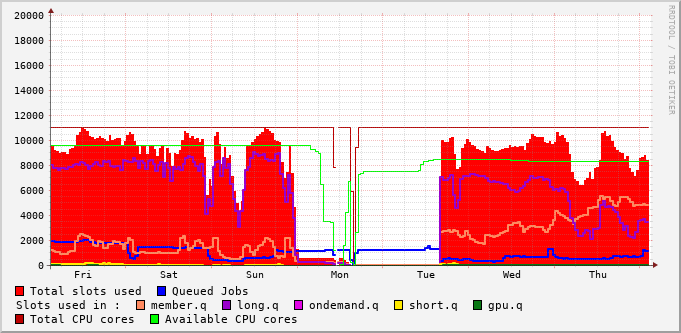 20000
18000
16000
14000
12000
10000
8000
6000
4000
2000
0
Fri Sat Sun Mon Tue Wed Thu
Total slots used Queued Jobs
Slots used in : member.q long.q ondemand.q short.q gpu.q
Total CPU cores Available CPU cores
RRDTOOL / TOBI OETIKER